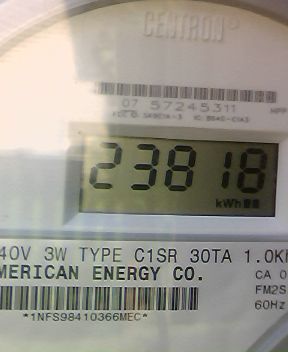 CENTRON®
07 57245311
23818
kWh
40V 3W TYPE C1SR 30TA 1.0K
MERICAN ENERGY CO.
CA 0
FM2S
60Hz
*1NFS98410366MEC*